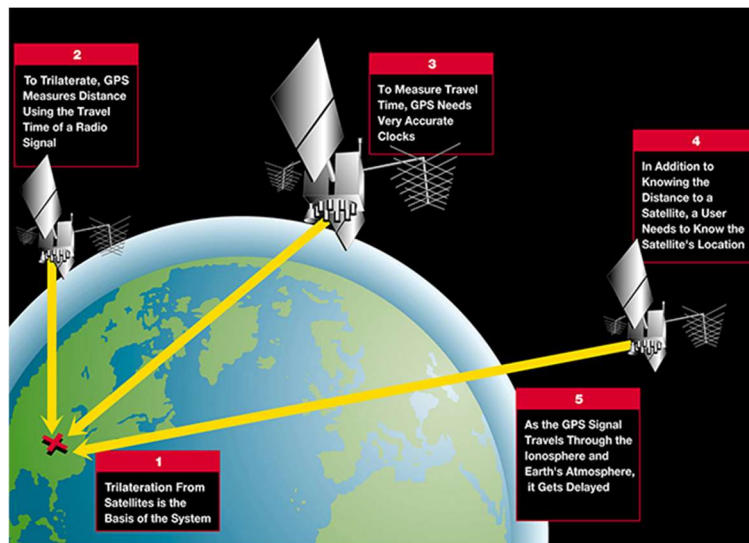 1
Trilateration From
Satellites is the
Basis of the System
2
To Trilaterate, GPS
Measures Distance
Using the Travel
Time of a Radio
Signal
3
To Measure Travel
Time, GPS Needs
Very Accurate
Clocks
4
In Addition to
Knowing the
Distance to a
Satellite, a User
Needs to Know the
Satellite's Location
5
As the GPS Signal
Travels Through the
Ionosphere and
Earth's Atmosphere,
it Gets Delayed